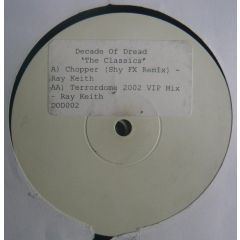 Decade Of Dread
'The Classics"
A) Chopper (Shy FX Remix) -
Ray Keith
AA) Terrordome 2002 VIP Mix
- Ray Keith
DOD002